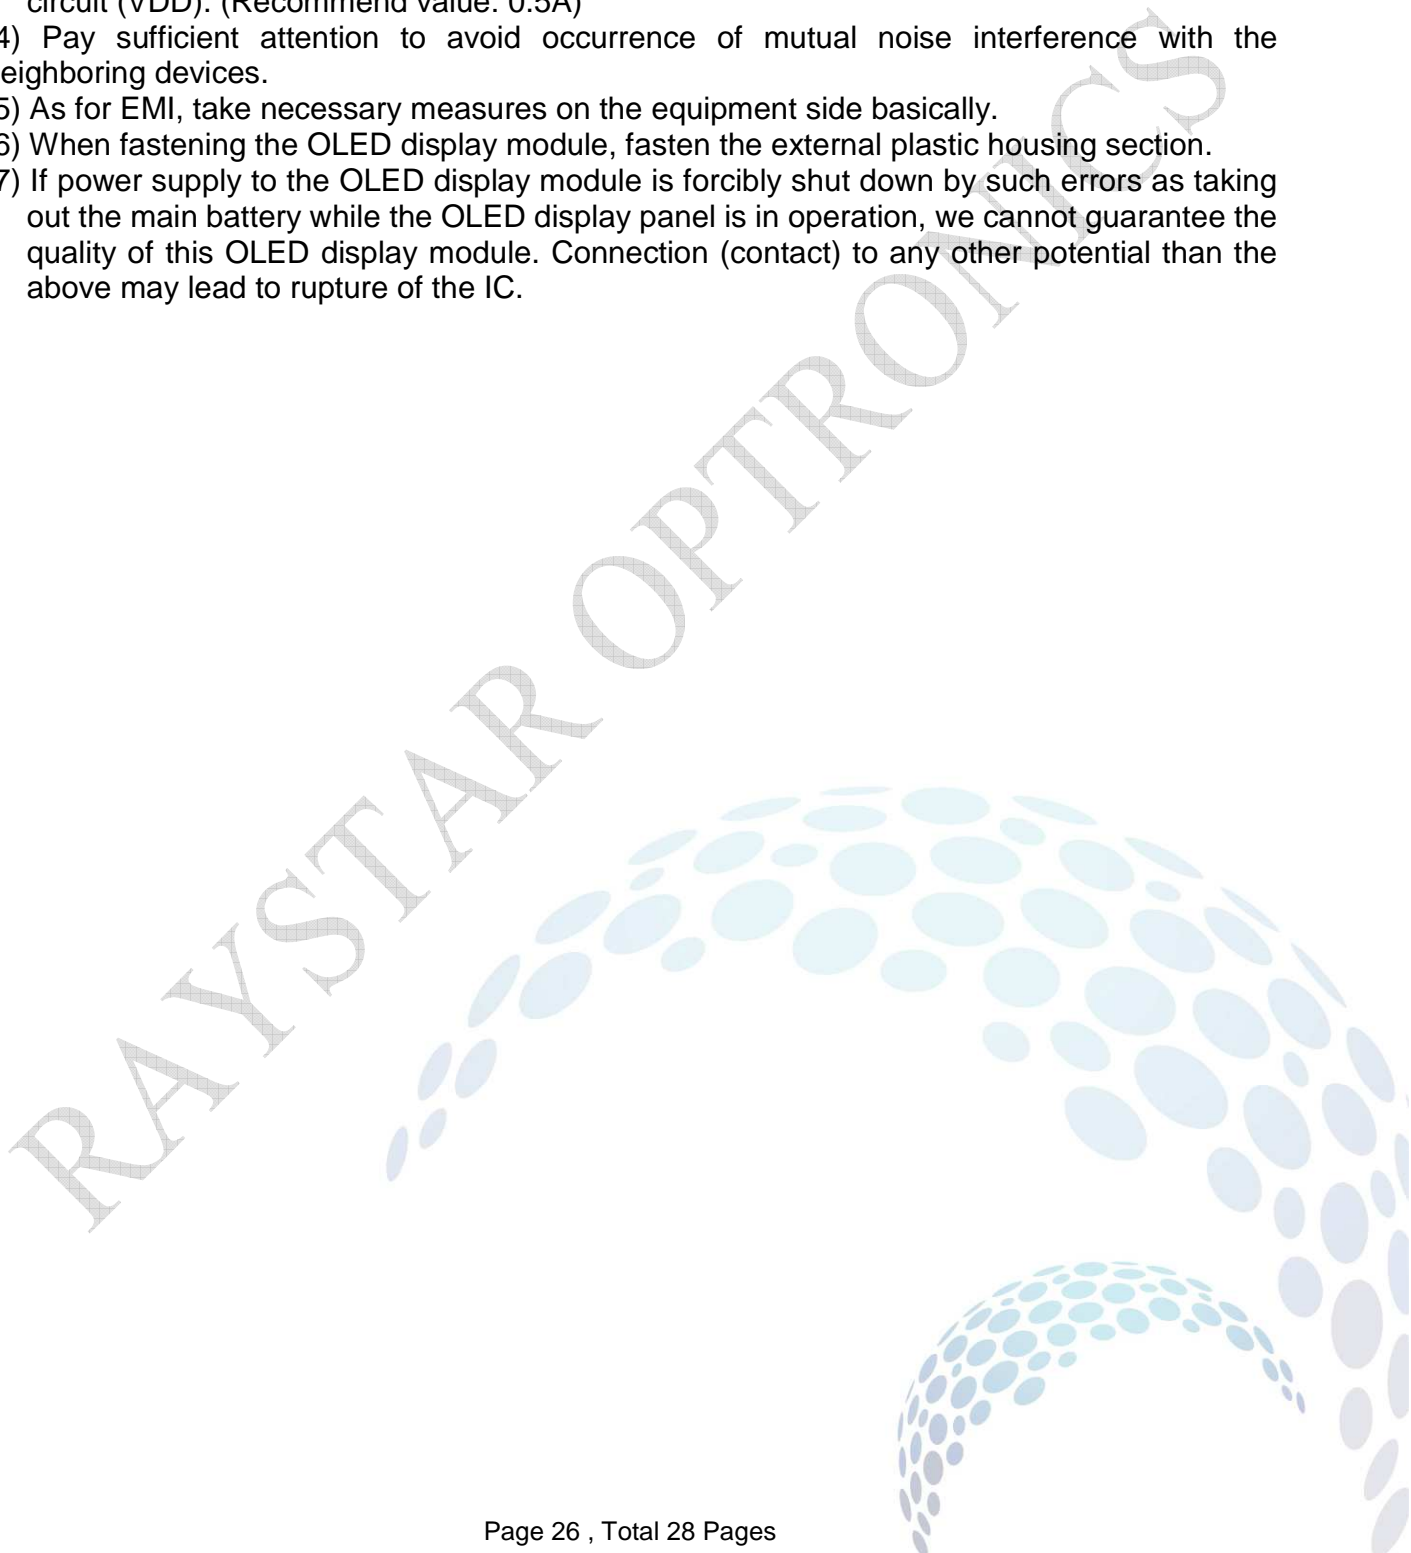 circuit (VDD). (Recommend value: 0.5A)
4) Pay sufficient attention to avoid occurrence of mutual noise interference with the
eighboring devices.
5) As for EMI, take necessary measures on the equipment side basically.
6) When fastening the OLED display module, fasten the external plastic housing section.
7) If power supply to the OLED display module is forcibly shut down by such errors as taking
out the main battery while the OLED display panel is in operation, we cannot guarantee the
quality of this OLED display module. Connection (contact) to any other potential than the
above may lead to rupture of the IC.
RAYSTAR OPTRONICS
Page 26 , Total 28 Pages